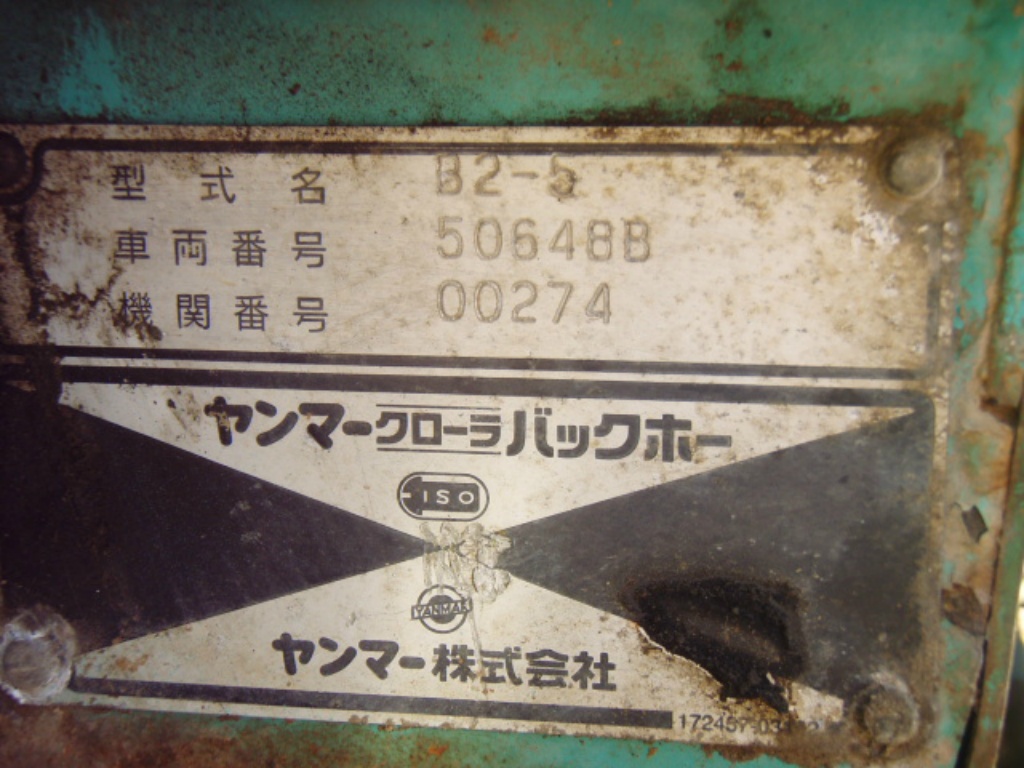 型式名 B2-5
車両番号 50648B
機関番号 00274
ヤンマークローラバックホー
ISO
YANMAR
ヤンマー株式会社